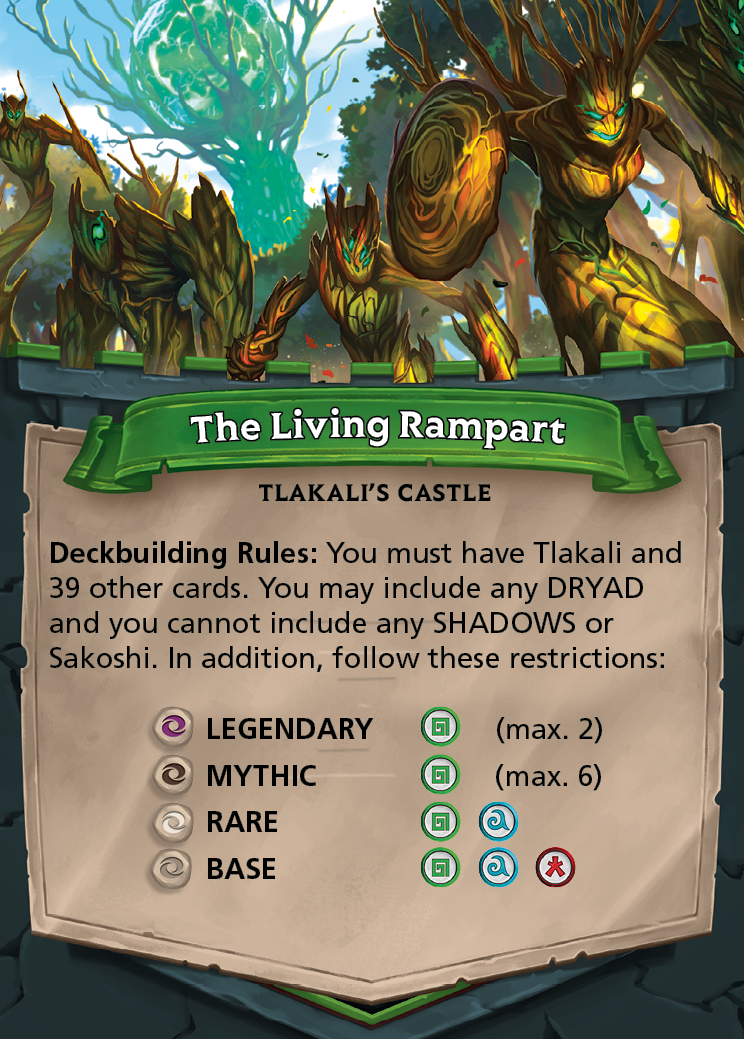 The Living Rampart
TLAKALI'S CASTLE
Deckbuilding Rules: You must have Tlakali and
39 other cards. You may include any DRYAD
and you cannot include any SHADOWS or
Sakoshi. In addition, follow these restrictions:
LEGENDARY (max. 2)
MYTHIC (max. 6)
RARE
BASE